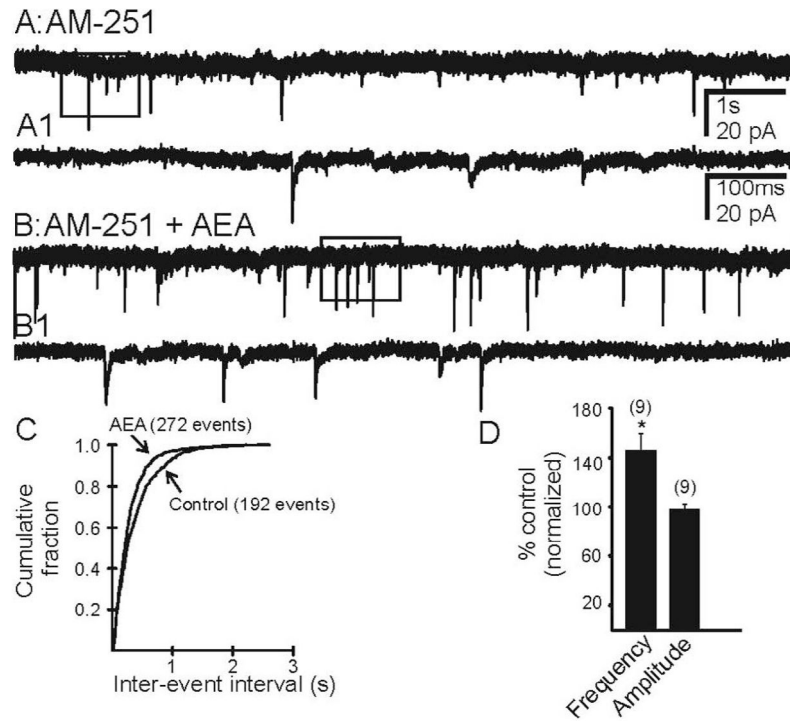 A:AM-251
1s
20 pA
A1
100ms
20 pA
B:AM-251 + AEA
B1
C
AEA (272 events)
1.0
0.8
0.6
0.4
0.2
Control (192 events)
Cumulative
fraction
1
2
3
Inter-event interval (s)
D
180
140
100
60
20
% control
(normalized)
(9)
*
(9)
Frequency
Amplitude